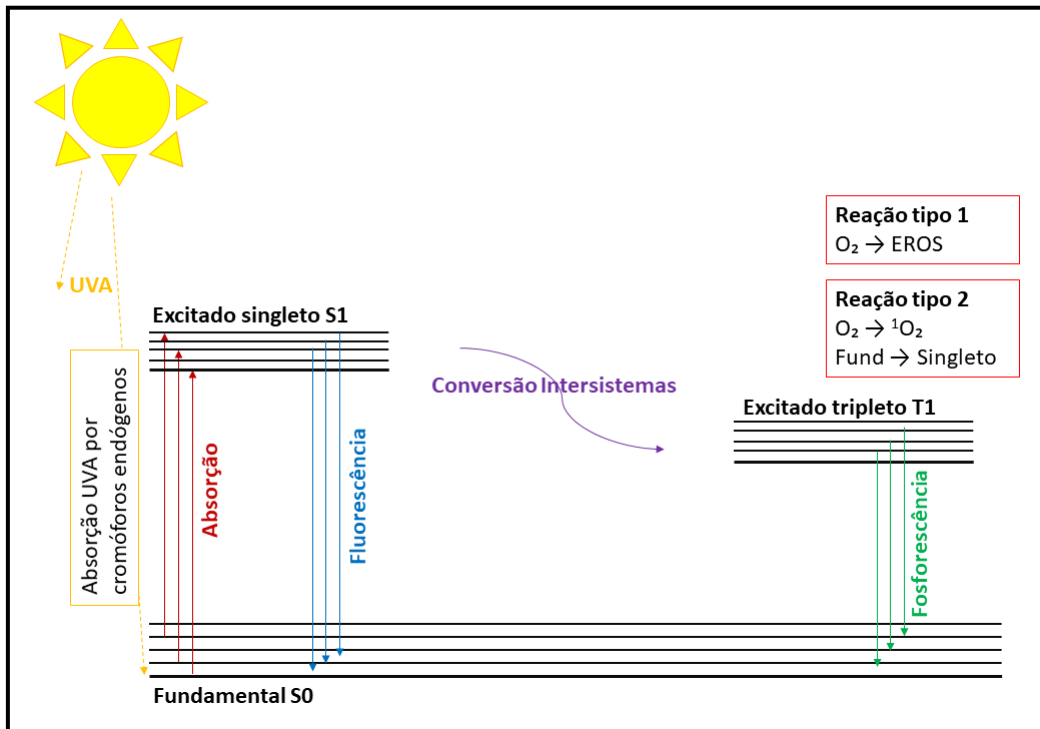 UVA
Reação tipo 1
O₂ → EROS
Reação tipo 2
O₂ → ¹O₂
Fund → Singleto
Excitado singleto S1
Conversão Intersistemas
Excitado tripleto T1
Absorção UVA por
cromóforos endógenos
Absorção
Fluorescência
Fosforescência
Fundamental S0